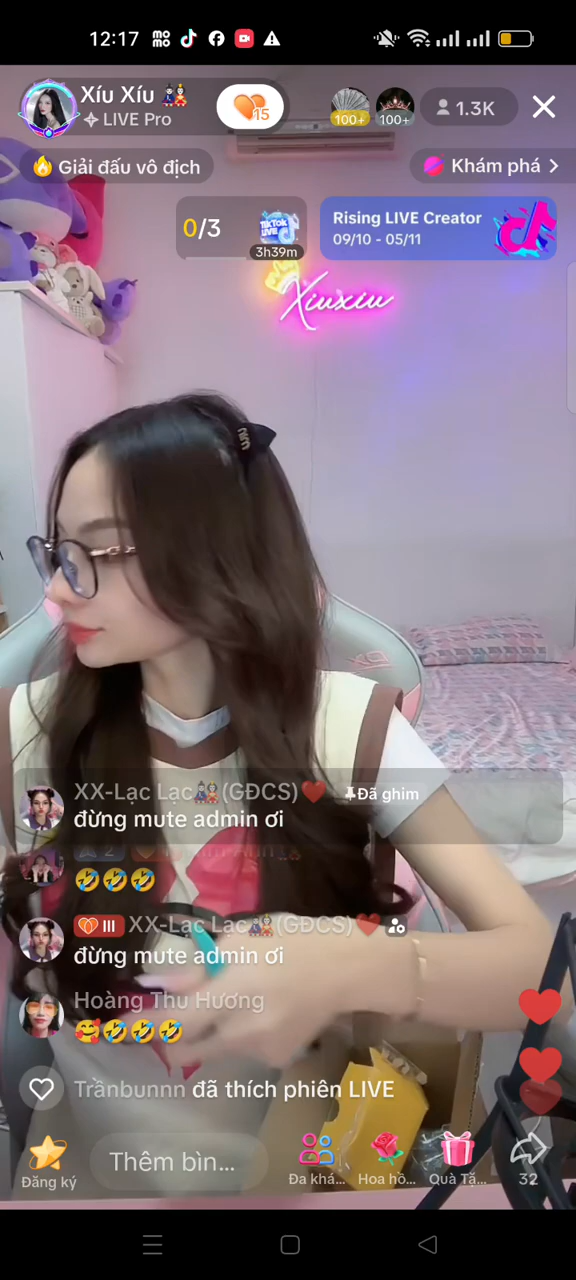 12:17
Xíu Xíu
LIVE Pro
15
100+
100+
1.3K
Giải đấu vô địch
Khám phá
0/3
TikTok LIVE
3h39m
Rising LIVE Creator
09/10 - 05/11
Xiuxiu
XX-Lạc Lạc (GĐCS) Đã ghim
đừng mute admin ơi
III XX-Lạc Lạc (GĐCS)
đừng mute admin ơi
Hoàng Thu Hương
Trầnbunnn đã thích phiên LIVE
Đăng ký
Thêm bìn...
Đa khá...
Hoa hồ...
Quà Tặ...
32